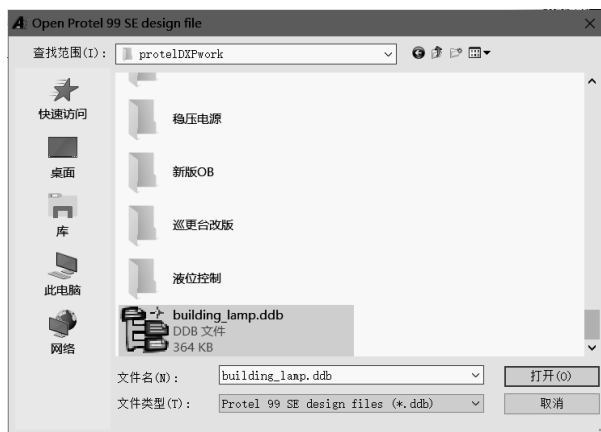 Open Protel 99 SE design file
查找范围(I):
protelDXPwork
快速访问
桌面
库
此电脑
网络
稳压电源
新版OB
巡更台改版
液位控制
building_lamp.ddb
DDB 文件
364 KB
文件名(N):
building_lamp.ddb
打开(O)
文件类型(T):
Protel 99 SE design files (*.ddb)
取消